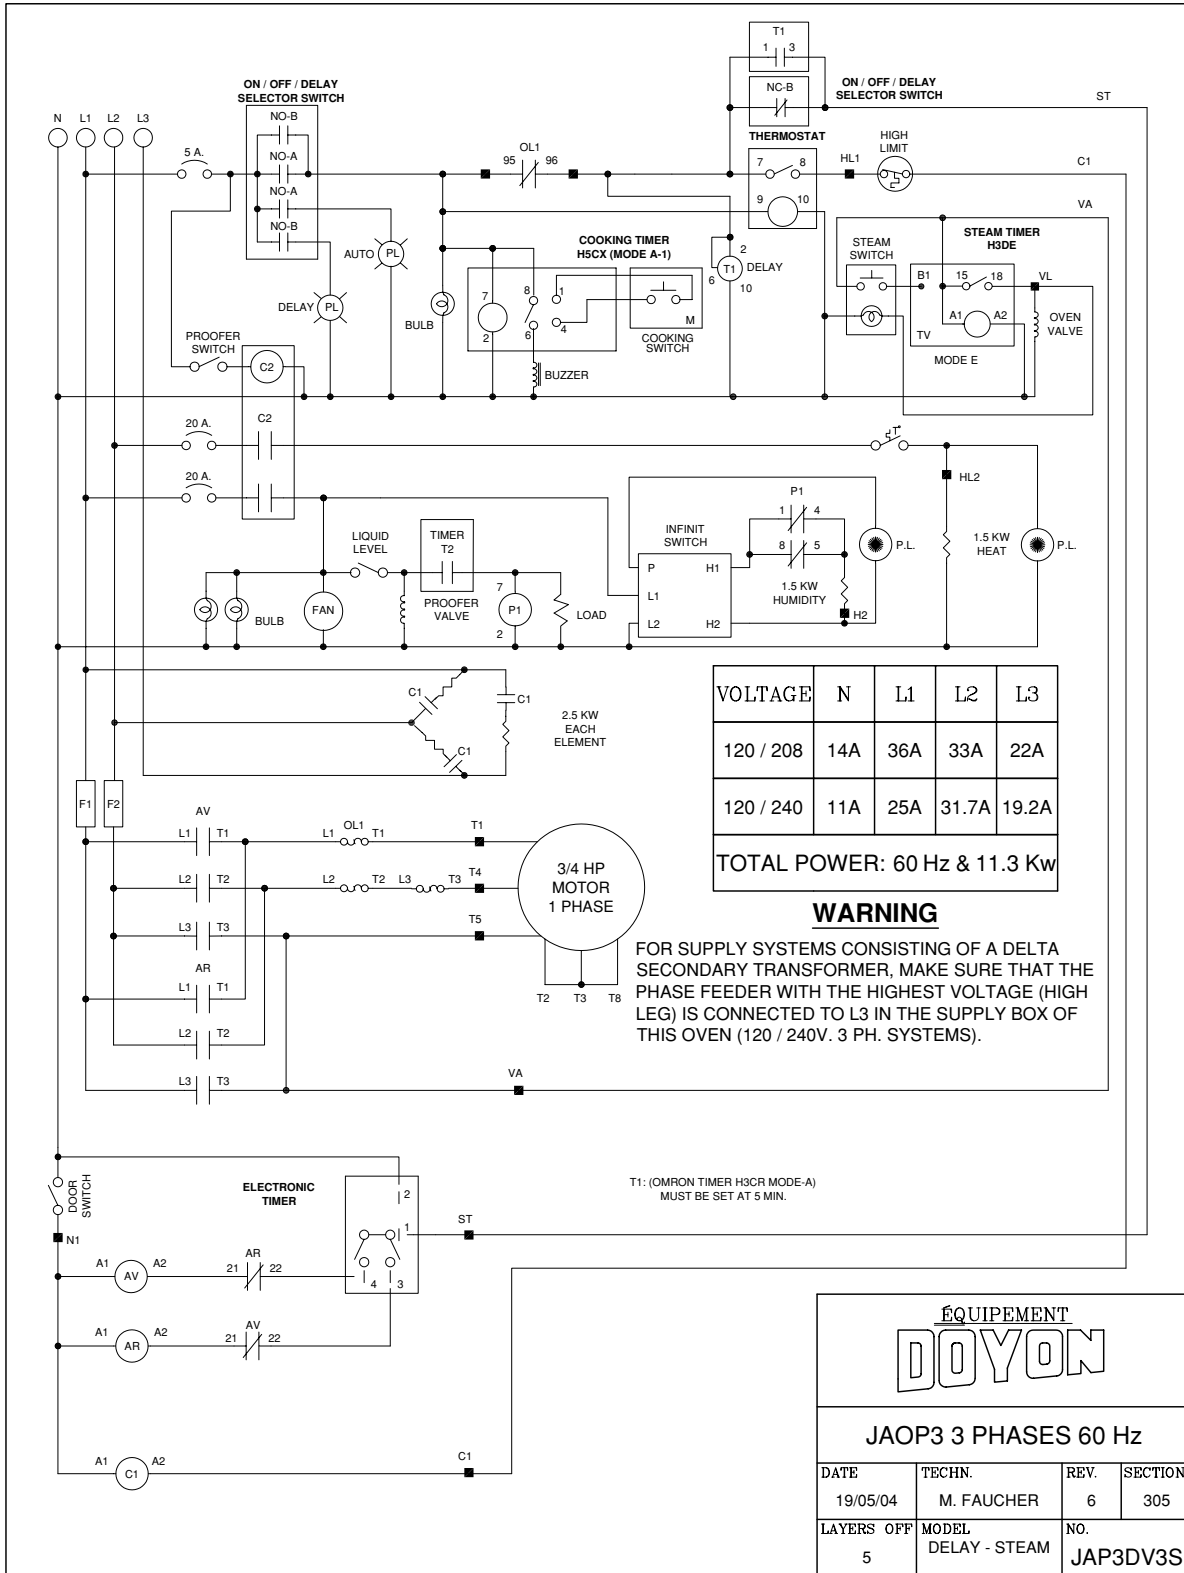 T1
1 3
ON / OFF / DELAY
SELECTOR SWITCH
NC-B
ON / OFF / DELAY
SELECTOR SWITCH
ST
N L1 L2 L3
NO-B
5 A.
NO-A
NO-A
NO-B
OL1
95 96
THERMOSTAT
7 8
9 10
HL1
HIGH
LIMIT
C1
VA
AUTO PL
DELAY PL
BULB
COOKING TIMER
H5CX (MODE A-1)
7
2
8
1
6
4
M
COOKING
SWITCH
BUZZER
2
T1 DELAY
6
10
STEAM
SWITCH
STEAM TIMER
H3DE
B1
15 18
VL
A1 A2
TV
MODE E
OVEN
VALVE
PROOFER
SWITCH
C2
20 A.
C2
20 A.
T°
HL2
P1
1 4
8 5
INFINIT
SWITCH
P H1
L1
L2 H2
1.5 KW
HUMIDITY
H2
P.L.
1.5 KW
HEAT
P.L.
LIQUID
LEVEL
TIMER
T2
BULB
FAN
PROOFER
VALVE
7
P1
2
LOAD
C1
C1
C1
2.5 KW
EACH
ELEMENT
VOLTAGE N L1 L2 L3
120 / 208 14A 36A 33A 22A
120 / 240 11A 25A 31.7A 19.2A
TOTAL POWER: 60 Hz & 11.3 Kw
F1 F2
AV
L1 T1
L1 OL1 T1
T1
L2 T2
L2 T2 L3 T3
T4
L3 T3
T5
3/4 HP
MOTOR
1 PHASE
T2 T3 T8
AR
L1 T1
L2 T2
L3 T3
VA
WARNING
FOR SUPPLY SYSTEMS CONSISTING OF A DELTA
SECONDARY TRANSFORMER, MAKE SURE THAT THE
PHASE FEEDER WITH THE HIGHEST VOLTAGE (HIGH
LEG) IS CONNECTED TO L3 IN THE SUPPLY BOX OF
THIS OVEN (120 / 240V. 3 PH. SYSTEMS).
DOOR
SWITCH
N1
ELECTRONIC
TIMER
2
1
4 3
ST
T1: (OMRON TIMER H3CR MODE-A)
MUST BE SET AT 5 MIN.
A1 AV A2
21 AR 22
A1 AR A2
21 AV 22
A1 C1 A2
C1
ÉQUIPEMENT
DOYON
JAOP3 3 PHASES 60 Hz
DATE TECHN. REV. SECTION
19/05/04 M. FAUCHER 6 305
LAYERS OFF MODEL NO.
5 DELAY - STEAM JAP3DV3S